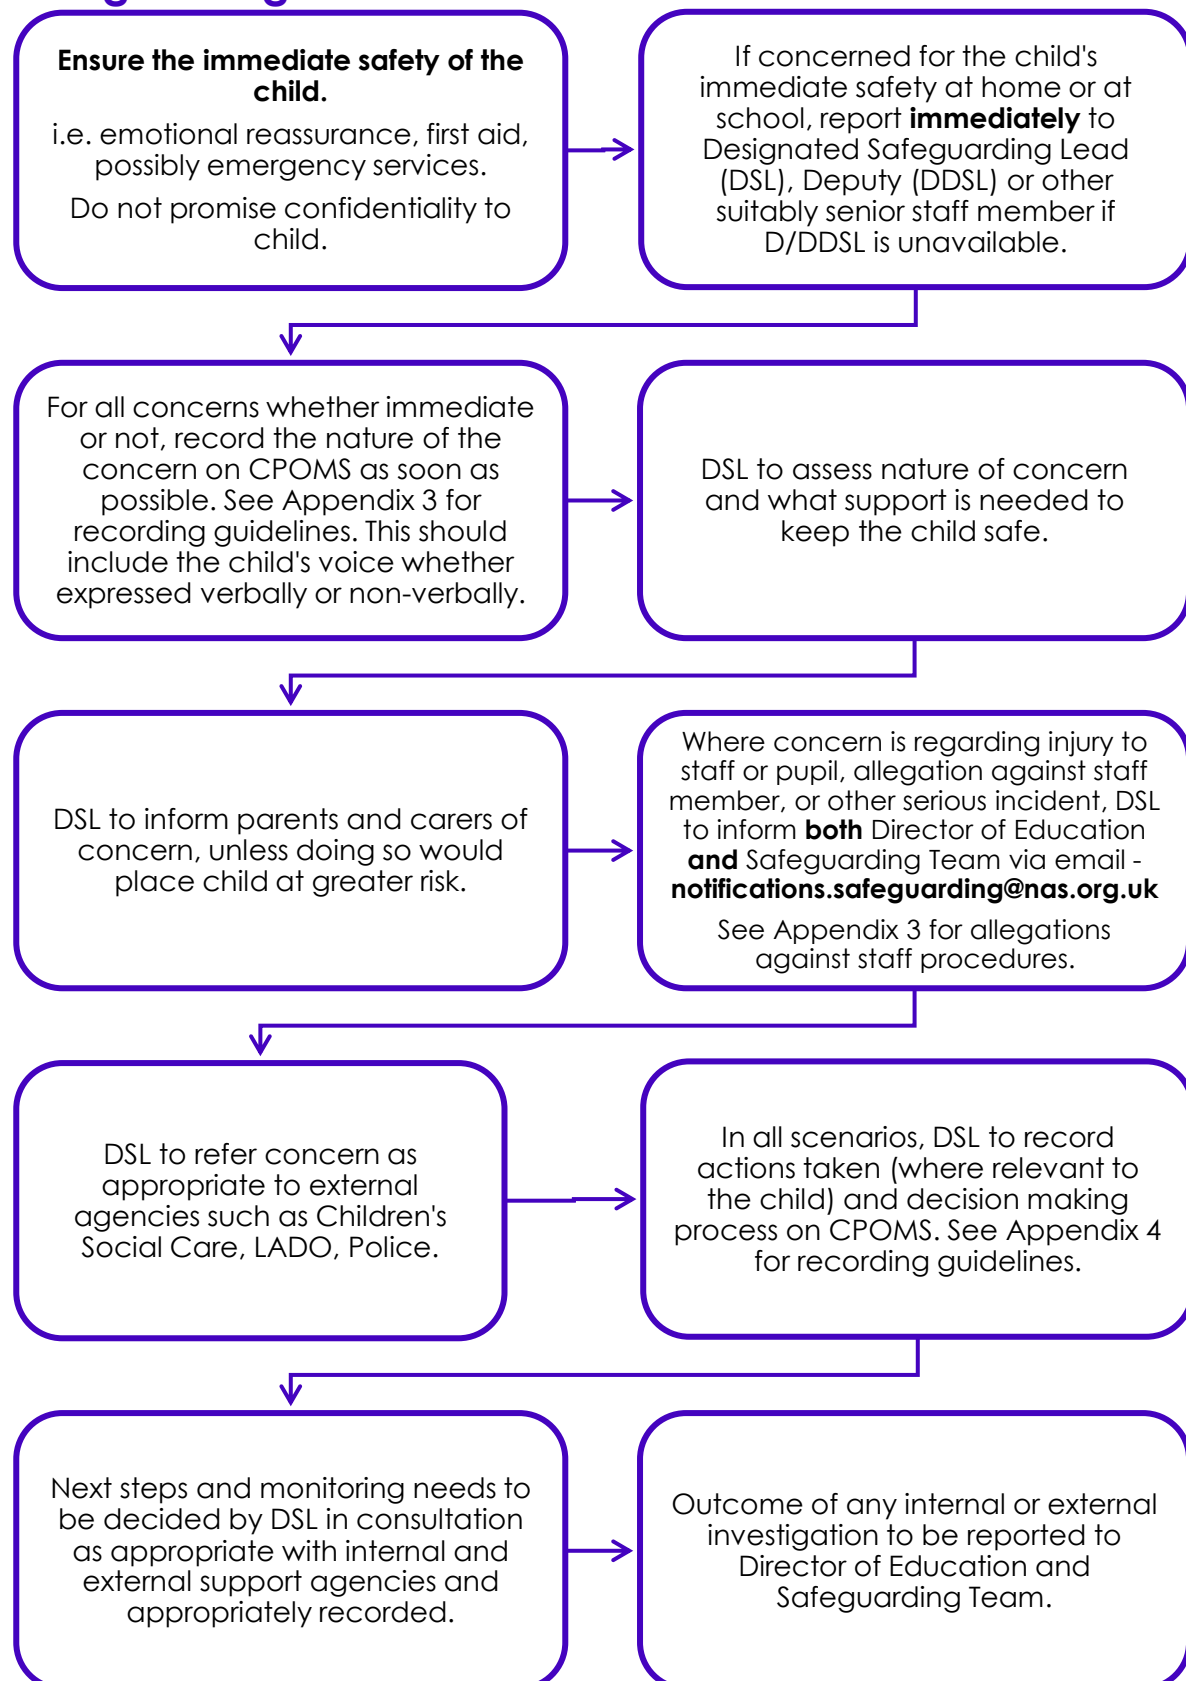 Ensure the immediate safety of the
child.
i.e. emotional reassurance, first aid,
possibly emergency services.
Do not promise confidentiality to
child.
If concerned for the child's
immediate safety at home or at
school, report immediately to
Designated Safeguarding Lead
(DSL), Deputy (DDSL) or other
suitably senior staff member if
D/DDSL is unavailable.
For all concerns whether immediate
or not, record the nature of the
concern on CPOMS as soon as
possible. See Appendix 3 for
recording guidelines. This should
include the child's voice whether
expressed verbally or non-verbally.
DSL to assess nature of concern
and what support is needed to
keep the child safe.
DSL to inform parents and carers of
concern, unless doing so would
place child at greater risk.
Where concern is regarding injury to
staff or pupil, allegation against staff
member, or other serious incident, DSL
to inform both Director of Education
and Safeguarding Team via email -
notifications.safeguarding@nas.org.uk
See Appendix 3 for allegations
against staff procedures.
DSL to refer concern as
appropriate to external
agencies such as Children's
Social Care, LADO, Police.
In all scenarios, DSL to record
actions taken (where relevant to
the child) and decision making
process on CPOMS. See Appendix 4
for recording guidelines.
Next steps and monitoring needs to
be decided by DSL in consultation
as appropriate with internal and
external support agencies and
appropriately recorded.
Outcome of any internal or external
investigation to be reported to
Director of Education and
Safeguarding Team.